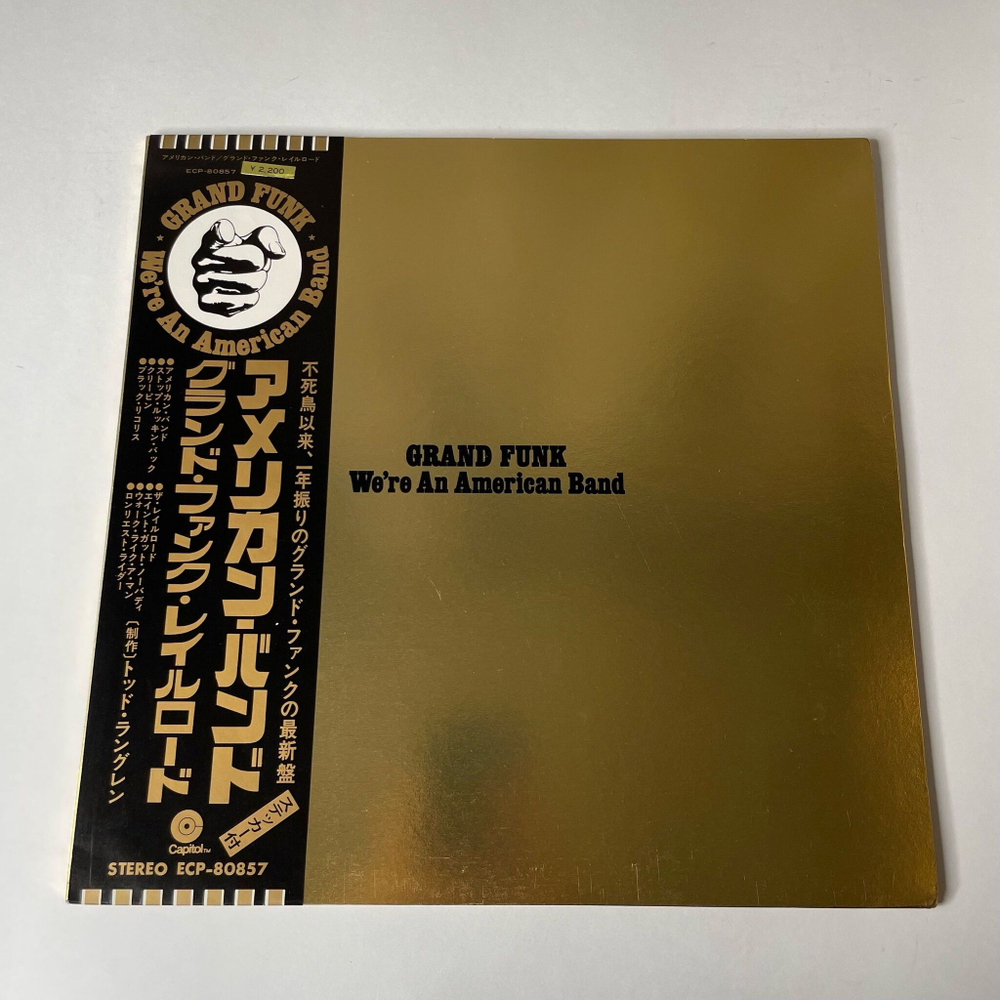 アメリカン・バンド／グランド・ファンク・レイルロード
ECP-80857 ¥2,200
GRAND FUNK
We're An American Band
不死鳥以来、一年振りのグランド・ファンクの最新盤
アメリカン・バンド
グランド・ファンク・レイルロード
●アメリカン・バンド
●ストップ・ルッキン・バック
●クリーピン
●ブラック・リコリス
●ザ・レイルロード
●エイント・ガット・ノーバディ
●ウォーク・ライク・ア・マン
●ロンリエスト・ライダー
〔制作〕トッド・ラングレン
ステッカー付
Capitol™
STEREO ECP-80857
GRAND FUNK
We're An American Band